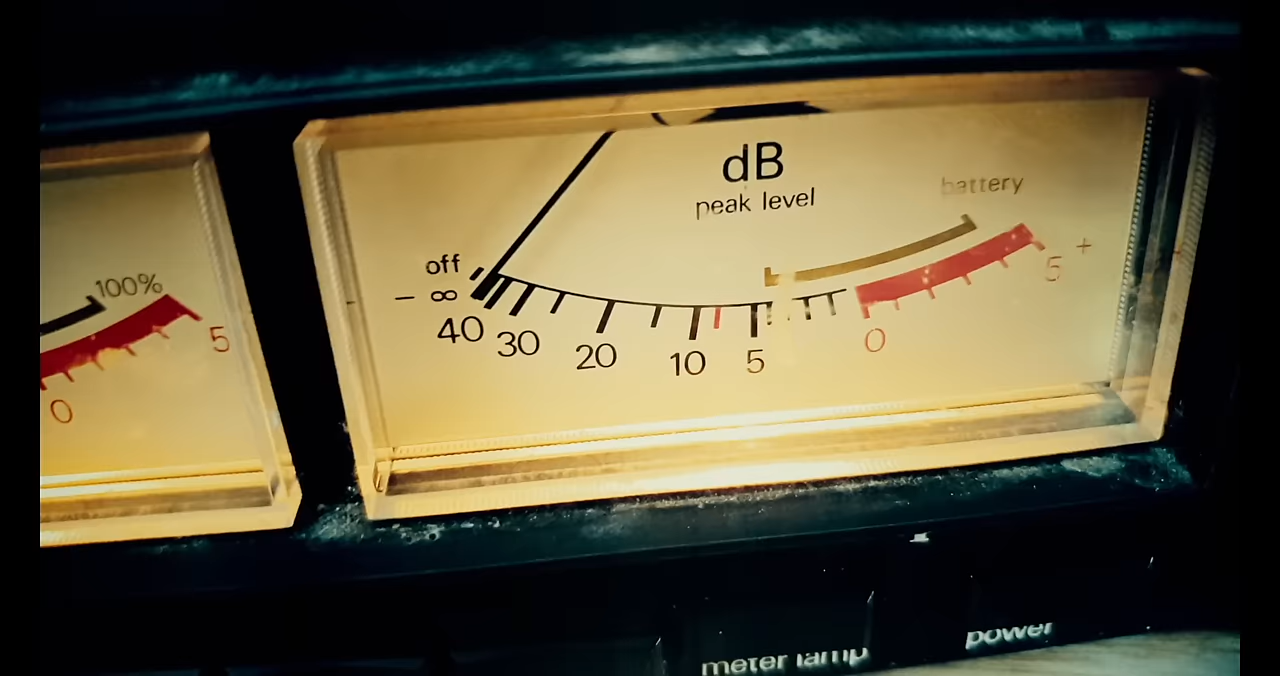 100%
5
0
dB
peak level
battery
off
− ∞
40 30 20 10 5 0 5 +
meter lamp
power